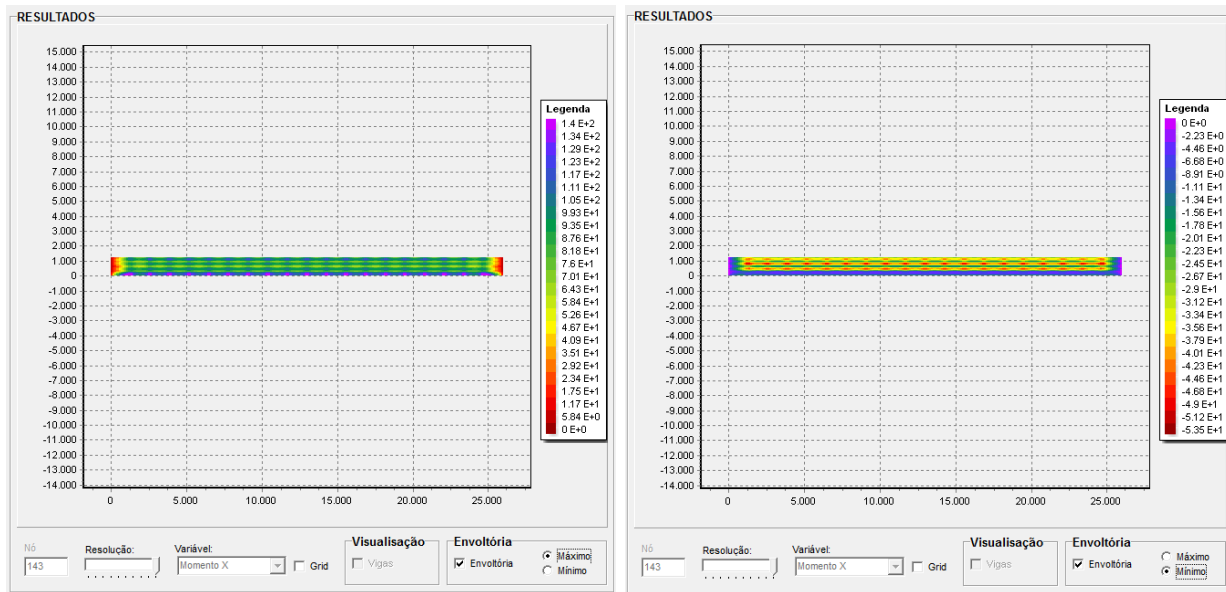 RESULTADOS
15.000
14.000
13.000
12.000
11.000
10.000
9.000
8.000
7.000
6.000
5.000
4.000
3.000
2.000
1.000
0
-1.000
-2.000
-3.000
-4.000
-5.000
-6.000
-7.000
-8.000
-9.000
-10.000
-11.000
-12.000
-13.000
-14.000
0 5.000 10.000 15.000 20.000 25.000
Legenda
1.4 E+2
1.34 E+2
1.29 E+2
1.23 E+2
1.17 E+2
1.11 E+2
1.05 E+2
9.93 E+1
9.35 E+1
8.76 E+1
8.18 E+1
7.6 E+1
7.01 E+1
6.43 E+1
5.84 E+1
5.26 E+1
4.67 E+1
4.09 E+1
3.51 E+1
2.92 E+1
2.34 E+1
1.75 E+1
1.17 E+1
5.84 E+0
0 E+0
Nó
143
Resolução:
Variável:
Momento X
Grid
Visualisação
Vigas
Envoltória
Envoltória
Máximo
Mínimo
RESULTADOS
15.000
14.000
13.000
12.000
11.000
10.000
9.000
8.000
7.000
6.000
5.000
4.000
3.000
2.000
1.000
0
-1.000
-2.000
-3.000
-4.000
-5.000
-6.000
-7.000
-8.000
-9.000
-10.000
-11.000
-12.000
-13.000
-14.000
0 5.000 10.000 15.000 20.000 25.000
Legenda
0 E+0
-2.23 E+0
-4.46 E+0
-6.68 E+0
-8.91 E+0
-1.11 E+1
-1.34 E+1
-1.56 E+1
-1.78 E+1
-2.01 E+1
-2.23 E+1
-2.45 E+1
-2.67 E+1
-2.9 E+1
-3.12 E+1
-3.34 E+1
-3.56 E+1
-3.79 E+1
-4.01 E+1
-4.23 E+1
-4.46 E+1
-4.68 E+1
-4.9 E+1
-5.12 E+1
-5.35 E+1
Nó
143
Resolução:
Variável:
Momento X
Grid
Visualisação
Vigas
Envoltória
Envoltória
Máximo
Mínimo